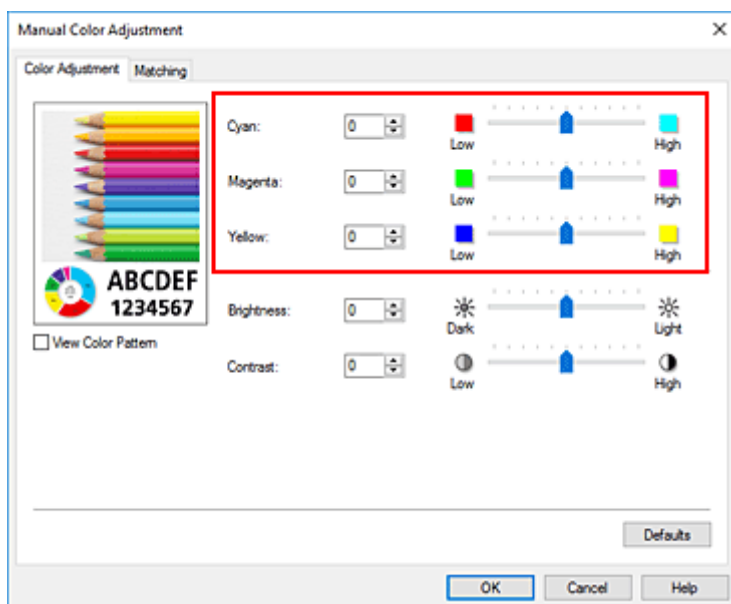 Manual Color Adjustment
Color Adjustment Matching
Cyan: 0 Low High
Magenta: 0 Low High
Yellow: 0 Low High
ABCDEF
1234567
Brightness: 0 Dark Light
View Color Pattern
Contrast: 0 Low High
Defaults
OK Cancel Help